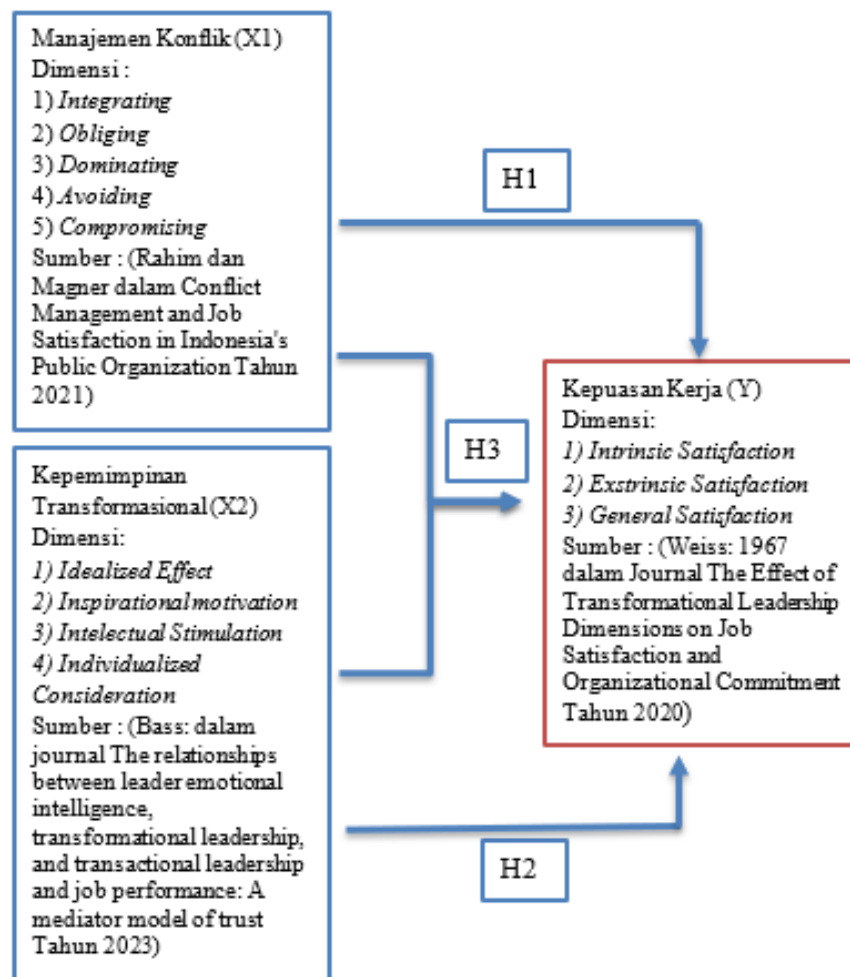 Manajemen Konflik (X1)
Dimensi :
1) Integrating
2) Obliging
3) Dominating
4) Avoiding
5) Compromising
Sumber : (Rahim dan
Magner dalam Conflict
Management and Job
Satisfaction in Indonesia's
Public Organization Tahun
2021)
H1
H3
Kepemimpinan
Transformasional (X2)
Dimensi:
1) Idealized Effect
2) Inspirational motivation
3) Intelectual Stimulation
4) Individualized
Consideration
Sumber : (Bass: dalam
journal The relationships
between leader emotional
intelligence,
transformational leadership,
and transactional leadership
and job performance: A
mediator model of trust
Tahun 2023)
Kepuasan Kerja (Y)
Dimensi:
1) Intrinsic Satisfaction
2) Exstrinsic Satisfaction
3) General Satisfaction
Sumber : (Weiss: 1967
dalam Journal The Effect of
Transformational Leadership
Dimensions on Job
Satisfaction and
Organizational Commitment
Tahun 2020)
H2